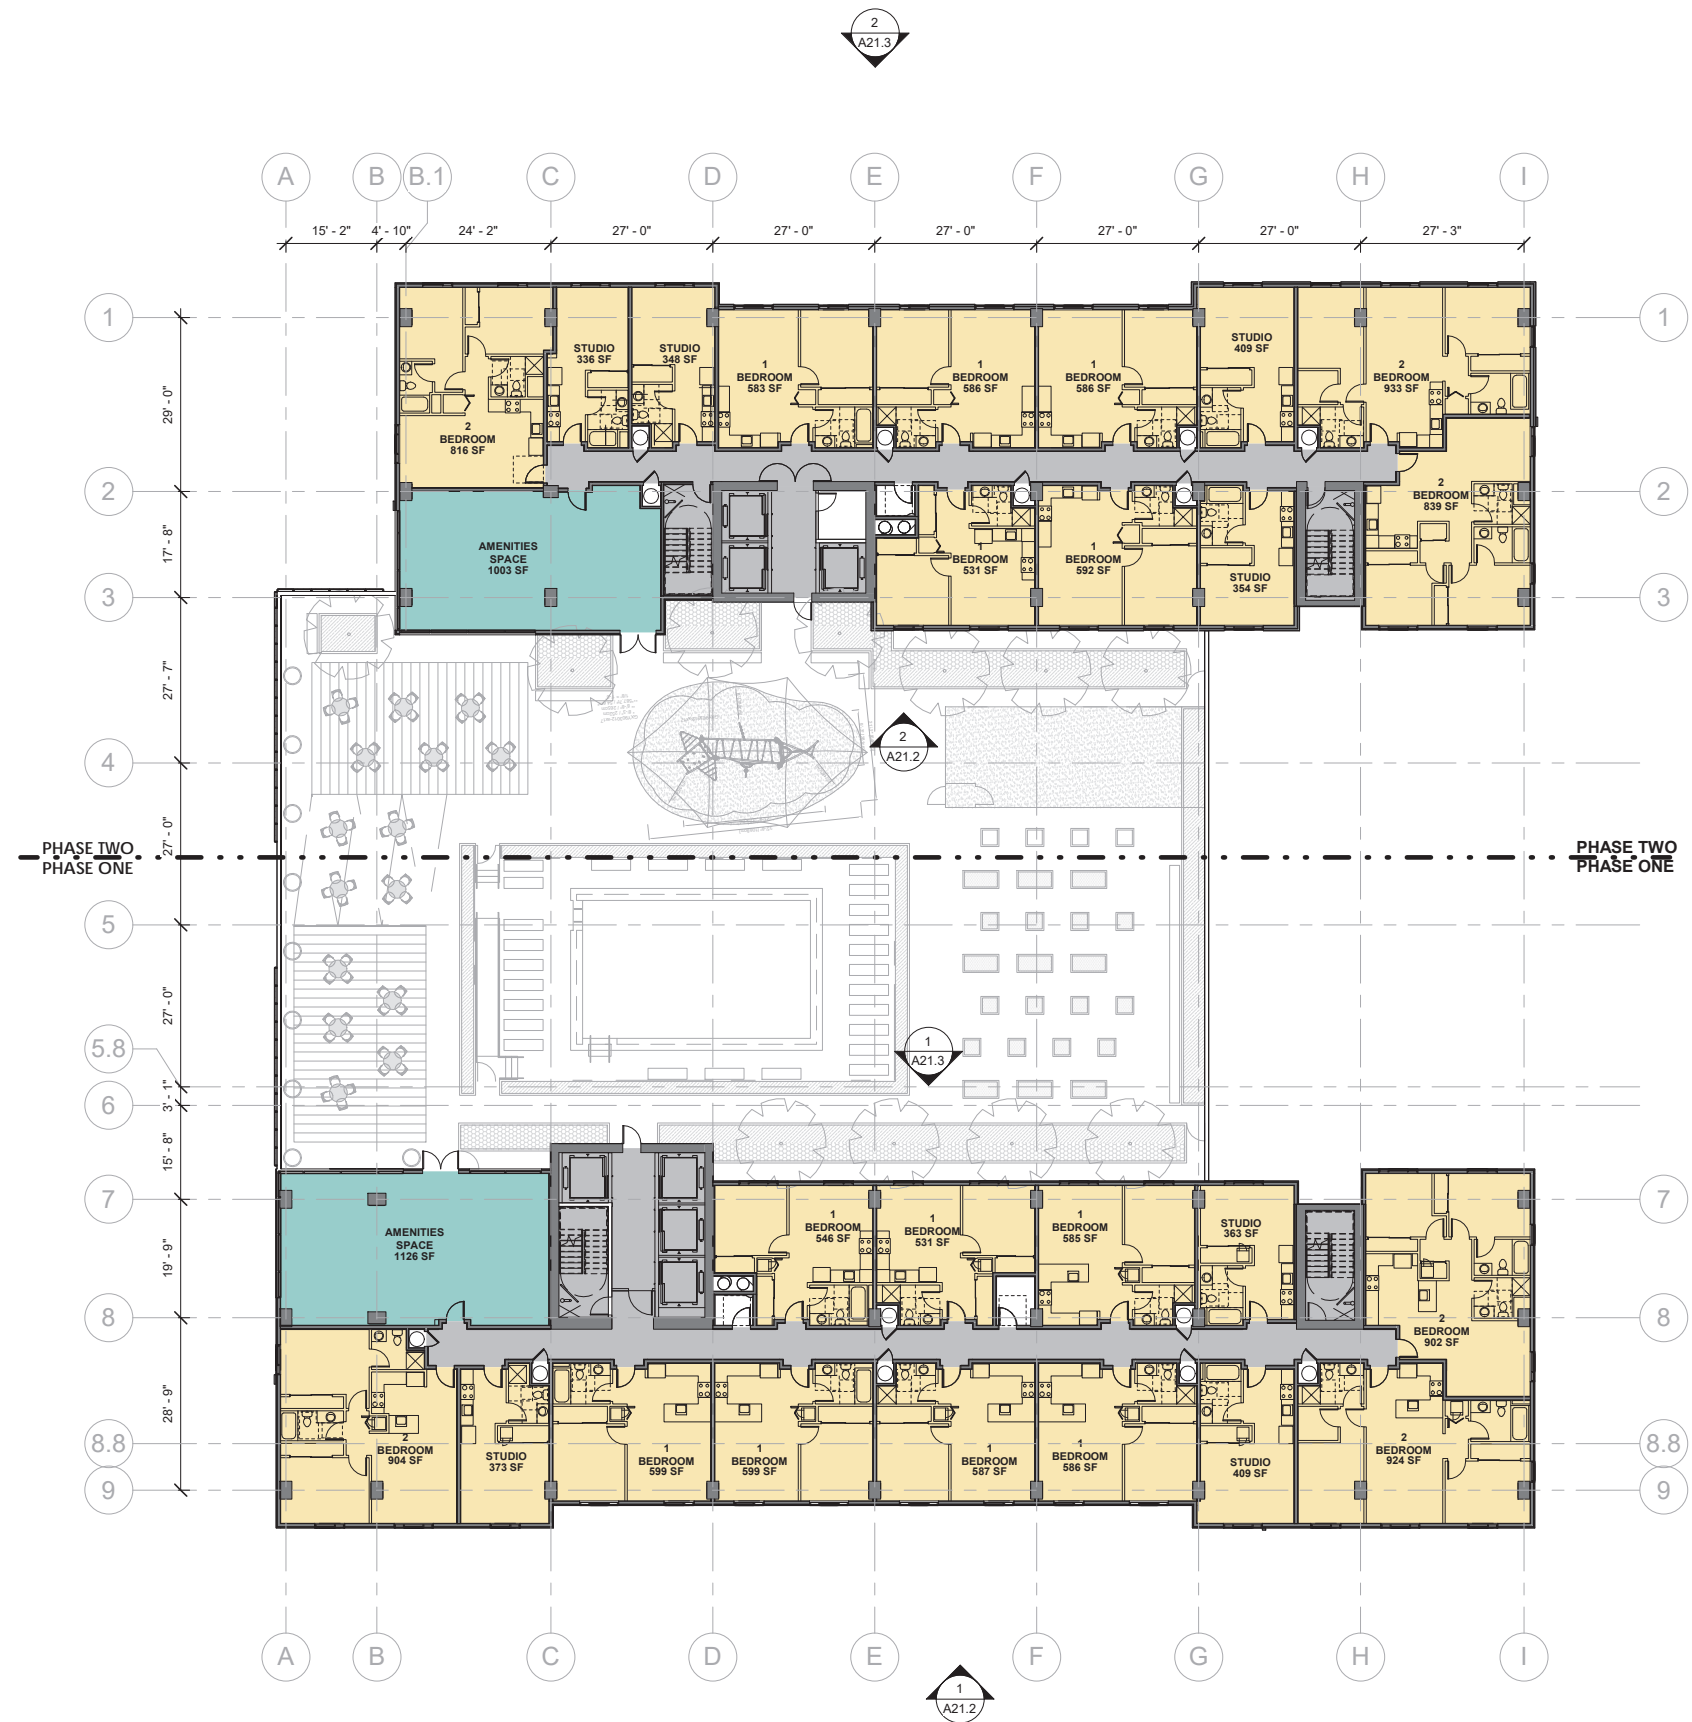 2
A21.3
A
B
B.1
C
D
E
F
G
H
I
15' - 2"
4' - 10"
24' - 2"
27' - 0"
27' - 0"
27' - 0"
27' - 0"
27' - 0"
27' - 3"
1
1
29' - 0"
STUDIO
336 SF
STUDIO
348 SF
1
BEDROOM
583 SF
1
BEDROOM
586 SF
1
BEDROOM
586 SF
STUDIO
409 SF
2
BEDROOM
933 SF
2
BEDROOM
816 SF
2
2
2
BEDROOM
839 SF
17' - 8"
AMENITIES
SPACE
1003 SF
1
BEDROOM
531 SF
1
BEDROOM
592 SF
STUDIO
354 SF
3
3
27' - 7"
2
A21.2
4
27' - 0"
PHASE TWO
PHASE ONE
PHASE TWO
PHASE ONE
5
27' - 0"
1
A21.3
5.8
3' - 1"
6
15' - 8"
7
7
AMENITIES
SPACE
1126 SF
1
BEDROOM
546 SF
1
BEDROOM
531 SF
1
BEDROOM
585 SF
STUDIO
363 SF
19' - 9"
8
8
2
BEDROOM
902 SF
28' - 9"
2
BEDROOM
904 SF
STUDIO
373 SF
1
BEDROOM
599 SF
1
BEDROOM
599 SF
1
BEDROOM
587 SF
1
BEDROOM
586 SF
STUDIO
409 SF
2
BEDROOM
924 SF
8.8
8.8
9
9
A
B
C
D
E
F
G
H
I
1
A21.2